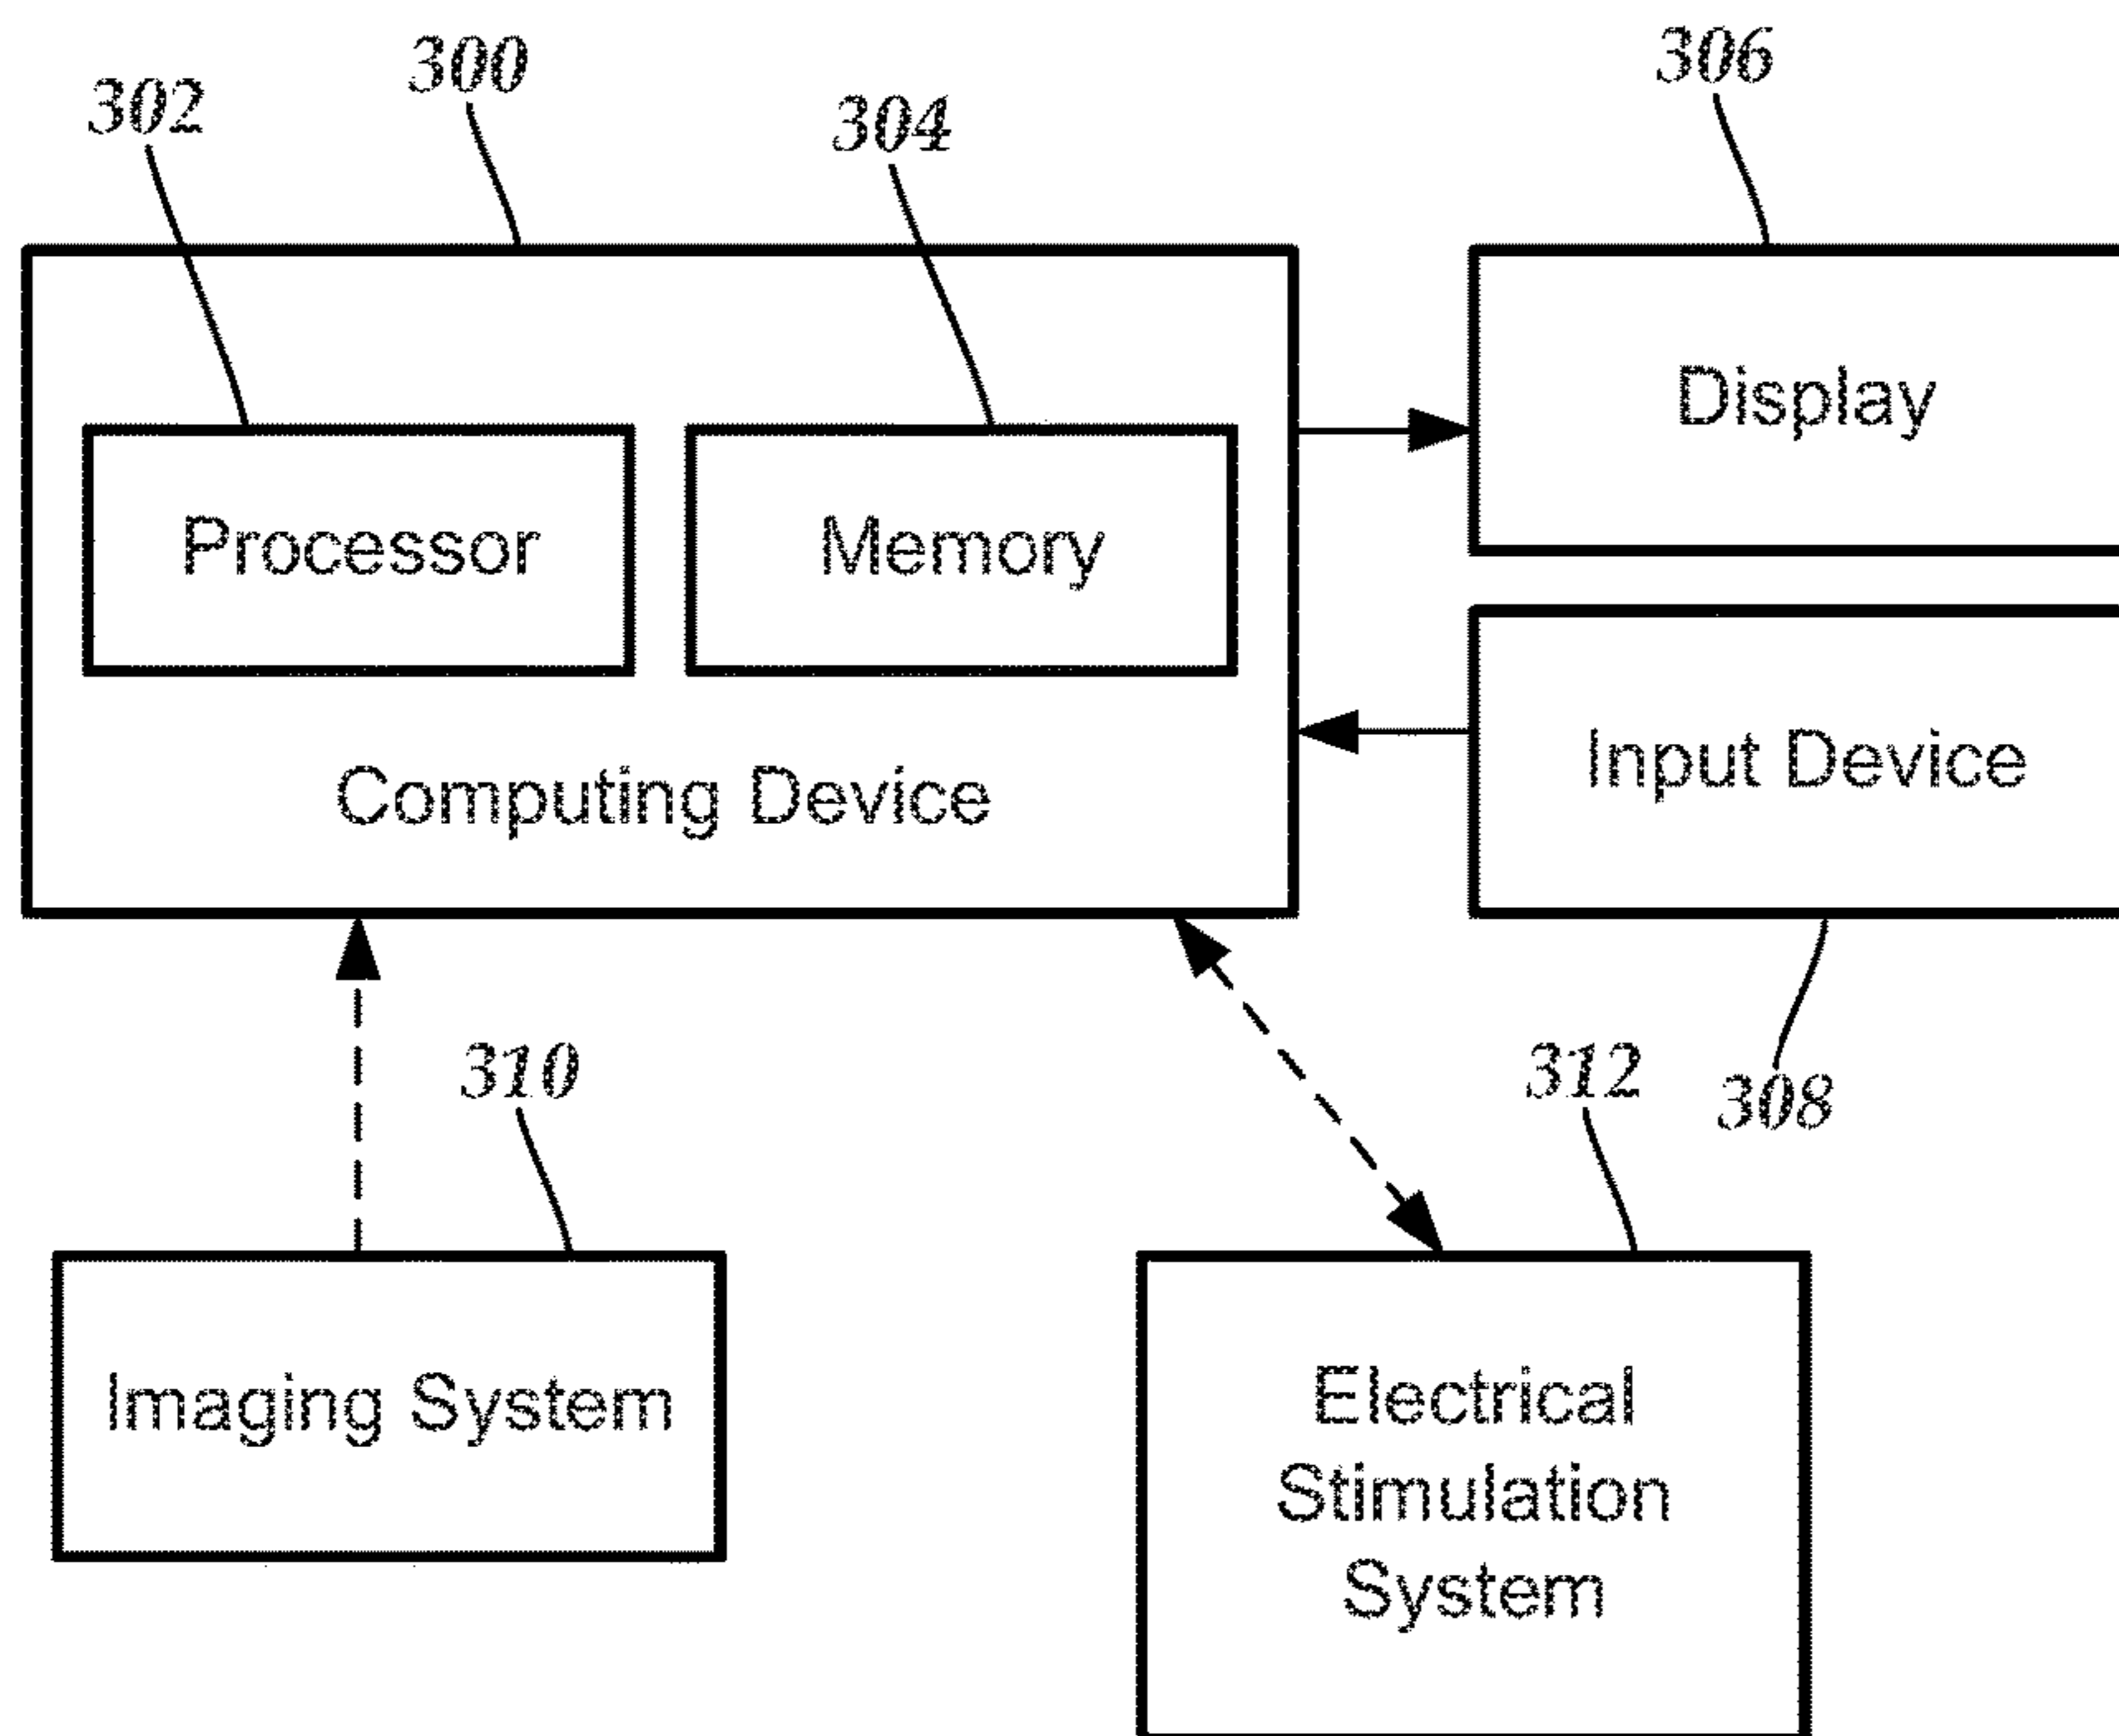 300
306
302
304
Display
Processor
Memory
Input Device
Computing Device
310
312
308
Imaging System
Electrical
Stimulation
System